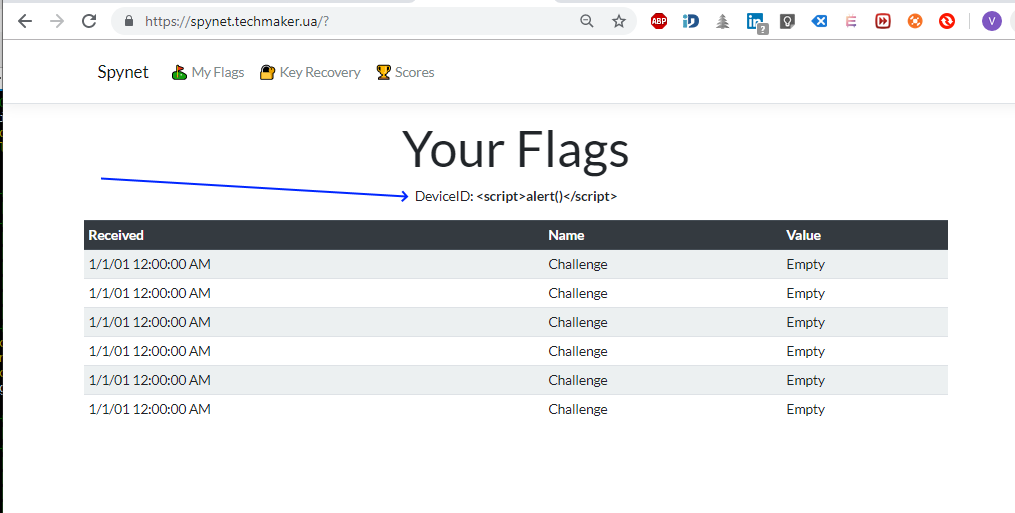 https://spynet.techmaker.ua/?
ABP
in
?
V
Spynet My Flags Key Recovery Scores
Your Flags
DeviceID: <script>alert()</script>
Received Name Value
1/1/01 12:00:00 AM Challenge Empty
1/1/01 12:00:00 AM Challenge Empty
1/1/01 12:00:00 AM Challenge Empty
1/1/01 12:00:00 AM Challenge Empty
1/1/01 12:00:00 AM Challenge Empty
1/1/01 12:00:00 AM Challenge Empty